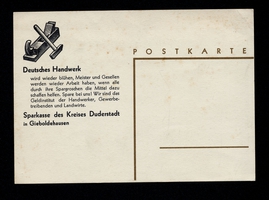 POSTKARTE
Deutsches Handwerk
wird wieder blühen, Meister und Gesellen
werden wieder Arbeit haben, wenn alle
durch ihre Spargroschen die Mittel dazu
schaffen helfen. Spare bei uns! Wir sind das
Geldinstitut der Handwerker, Gewerbe-
treibenden und Landwirte.
Sparkasse des Kreises Duderstadt
in Gieboldehausen